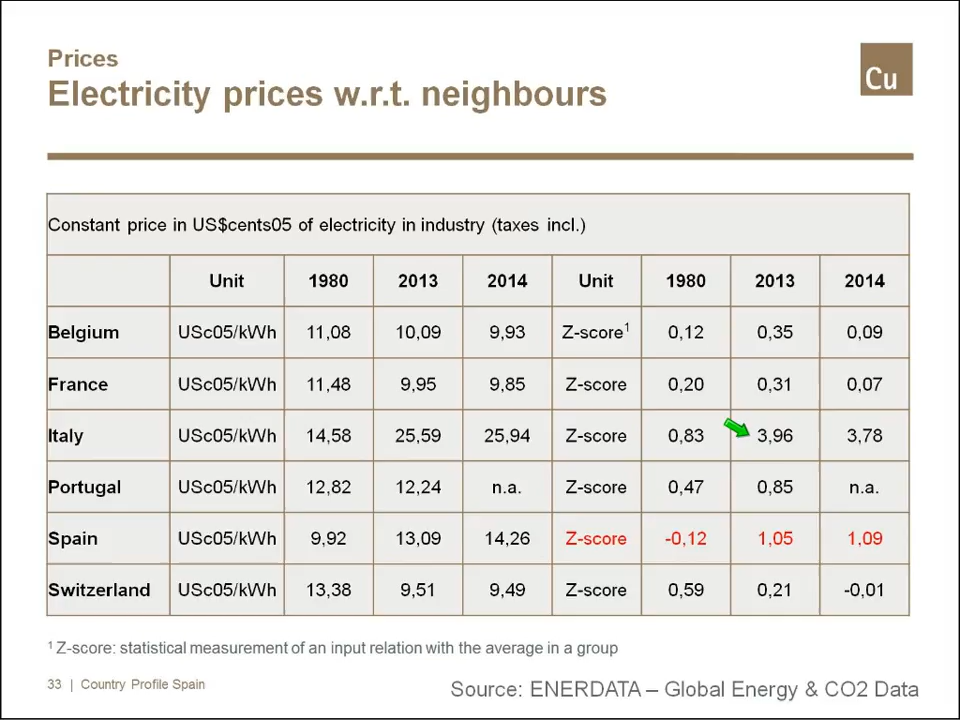 Prices
Cu
Electricity prices w.r.t. neighbours
Constant price in US$cents05 of electricity in industry (taxes incl.)
Unit 1980 2013 2014 Unit 1980 2013 2014
Belgium USc05/kWh 11,08 10,09 9,93 Z-score¹ 0,12 0,35 0,09
France USc05/kWh 11,48 9,95 9,85 Z-score 0,20 0,31 0,07
Italy USc05/kWh 14,58 25,59 25,94 Z-score 0,83 3,96 3,78
Portugal USc05/kWh 12,82 12,24 n.a. Z-score 0,47 0,85 n.a.
Spain USc05/kWh 9,92 13,09 14,26 Z-score -0,12 1,05 1,09
Switzerland USc05/kWh 13,38 9,51 9,49 Z-score 0,59 0,21 -0,01
¹ Z-score: statistical measurement of an input relation with the average in a group
33 | Country Profile Spain
Source: ENERDATA – Global Energy & CO2 Data